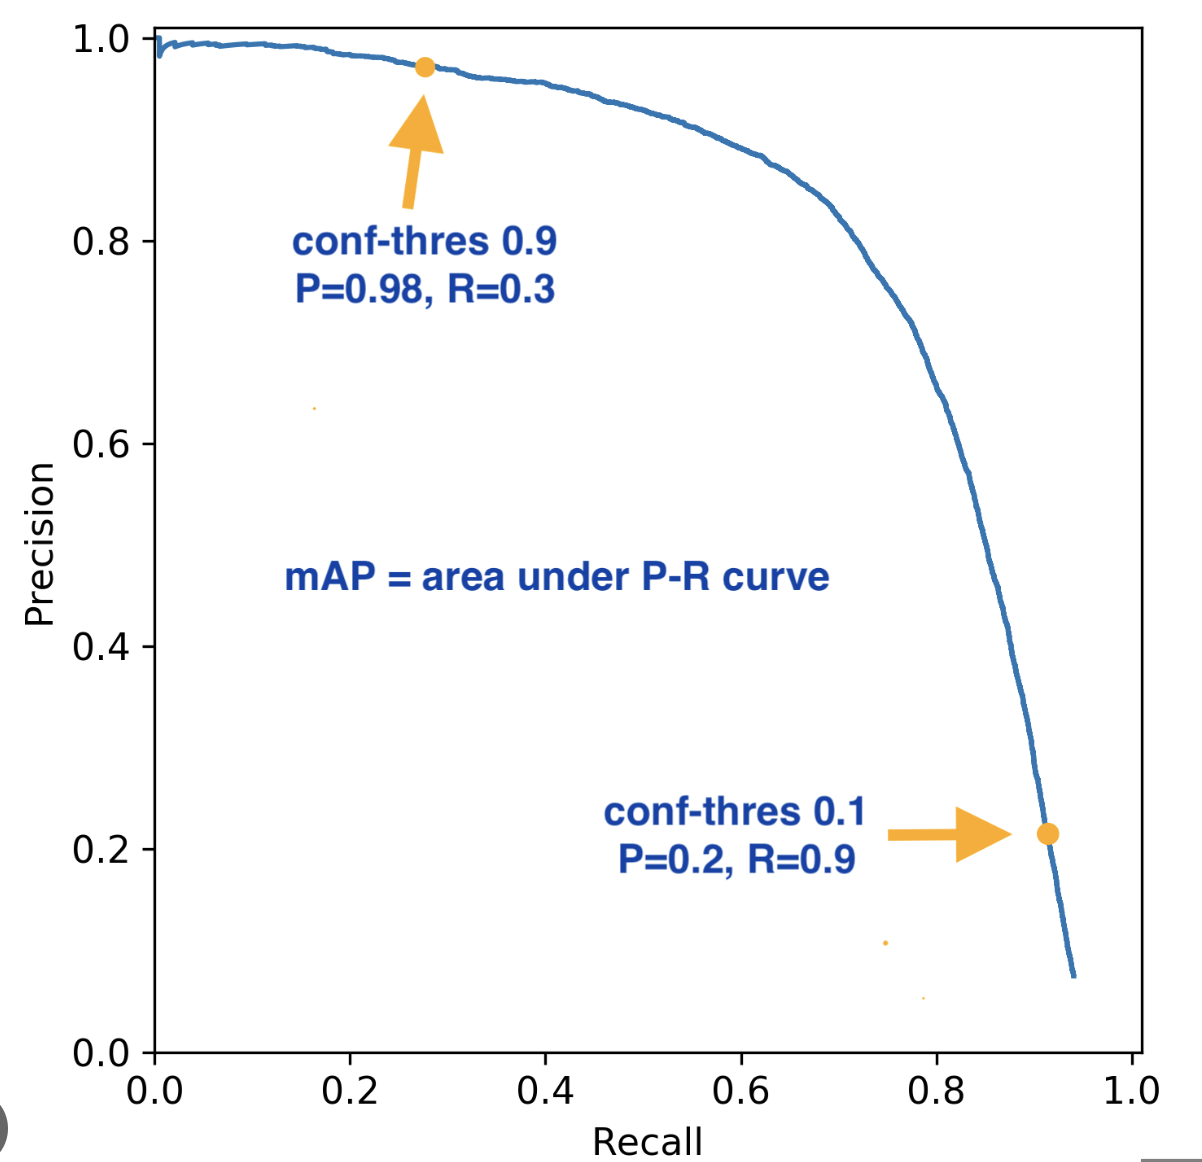 1.0
0.8
0.6
0.4
0.2
0.0
Precision
conf-thres 0.9
P=0.98, R=0.3
mAP = area under P-R curve
conf-thres 0.1
P=0.2, R=0.9
0.0 0.2 0.4 0.6 0.8 1.0
Recall